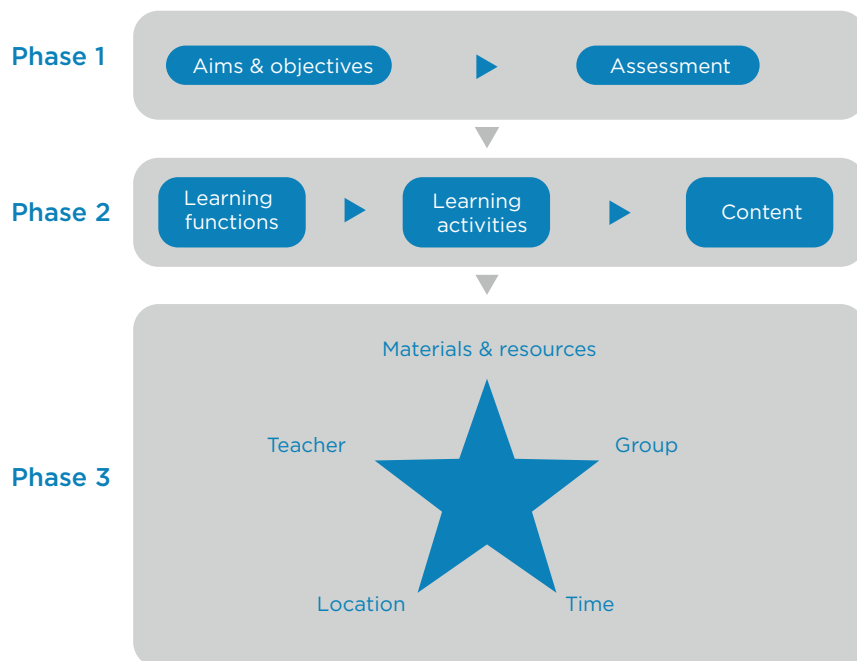 Phase 1
Aims & objectives
Assessment
Phase 2
Learning
functions
Learning
activities
Content
Phase 3
Materials & resources
Teacher
Group
Location
Time